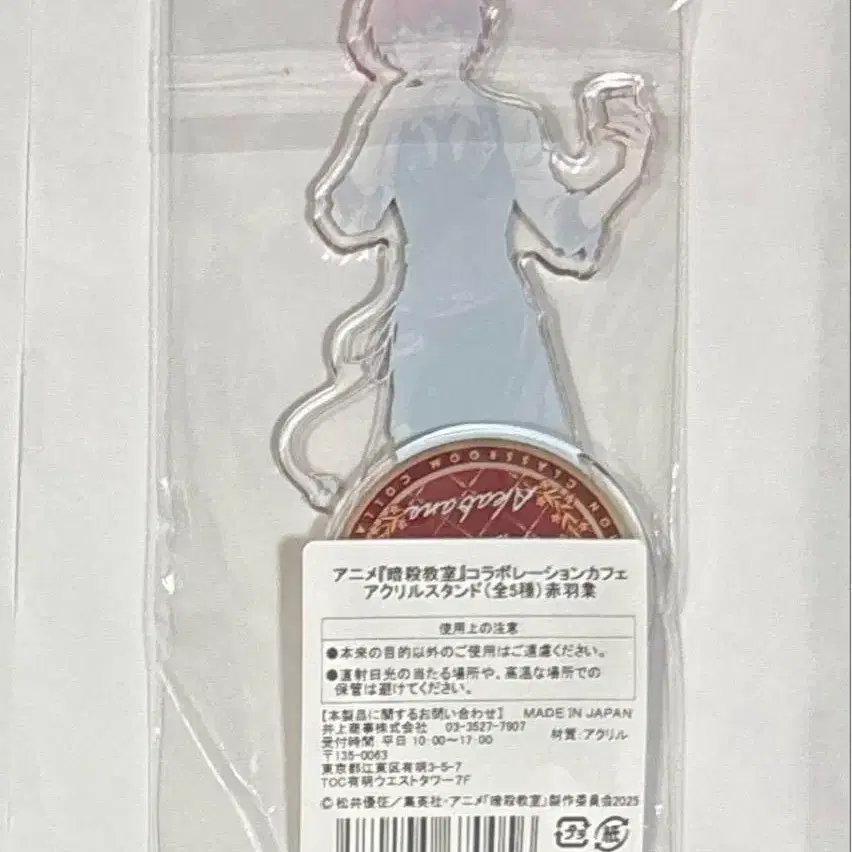 ON CLASSROOM COLLA
Akabane
アニメ『暗殺教室』コラボレーションカフェ
アクリルスタンド(全5種)赤羽業
使用上の注意
●本来の目的以外のご使用はご遠慮ください。
●直射日光の当たる場所や、高温な場所での
保管は避けてください。
【本製品に関するお問い合わせ】 MADE IN JAPAN
井上商事株式会社 03-3527-7907
受付時間 平日 10:00～17:00 材質:アクリル
〒135-0063
東京都江東区有明3-5-7
TOC有明ウエストタワー7F
© 松井優征／集英社・アニメ「暗殺教室」製作委員会2025
プラ 紙